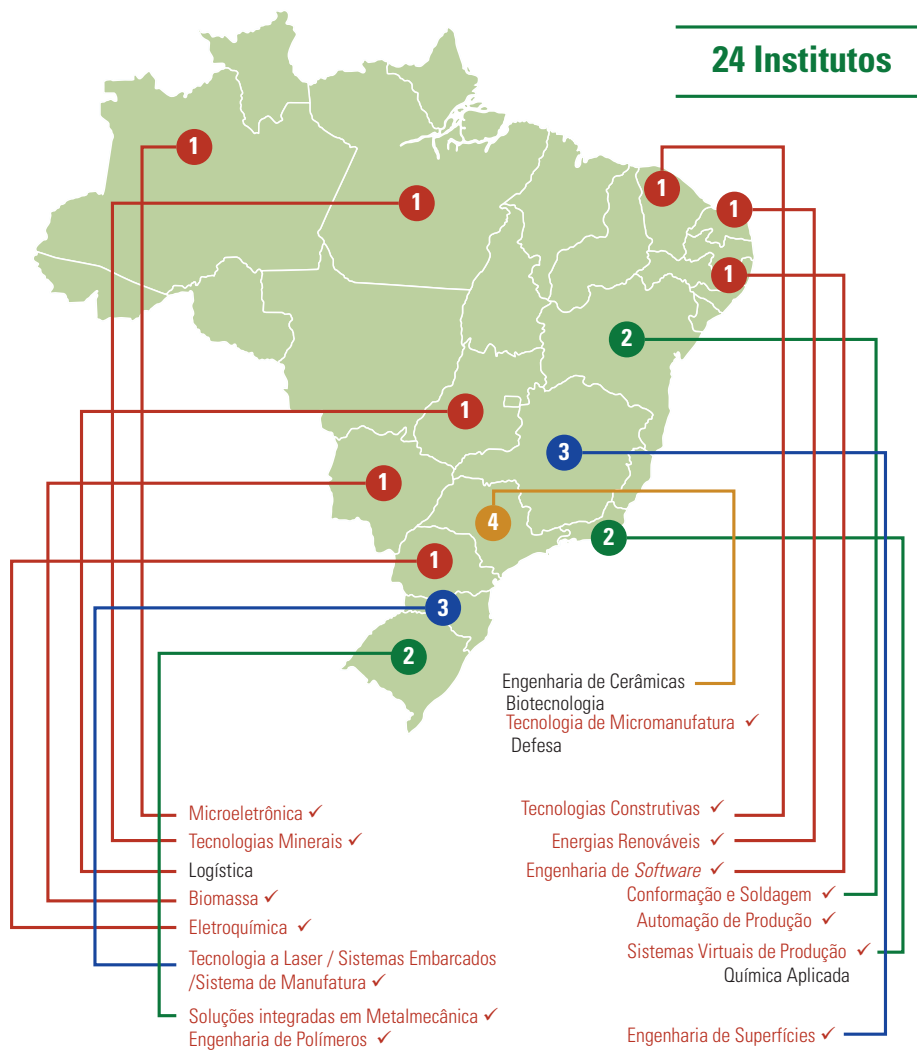 24 Institutos
1
1
1
1
1
2
1
3
1
4
2
1
3
2
Engenharia de Cerâmicas
Biotecnologia
Tecnologia de Micromanufatura ✓
Defesa
Microeletrônica ✓
Tecnologias Minerais ✓
Logística
Biomassa ✓
Eletroquímica ✓
Tecnologia a Laser / Sistemas Embarcados
/Sistema de Manufatura ✓
Soluções integradas em Metalmecânica ✓
Engenharia de Polímeros ✓
Tecnologias Construtivas ✓
Energias Renováveis ✓
Engenharia de Software ✓
Conformação e Soldagem ✓
Automação de Produção ✓
Sistemas Virtuais de Produção ✓
Química Aplicada
Engenharia de Superfícies ✓